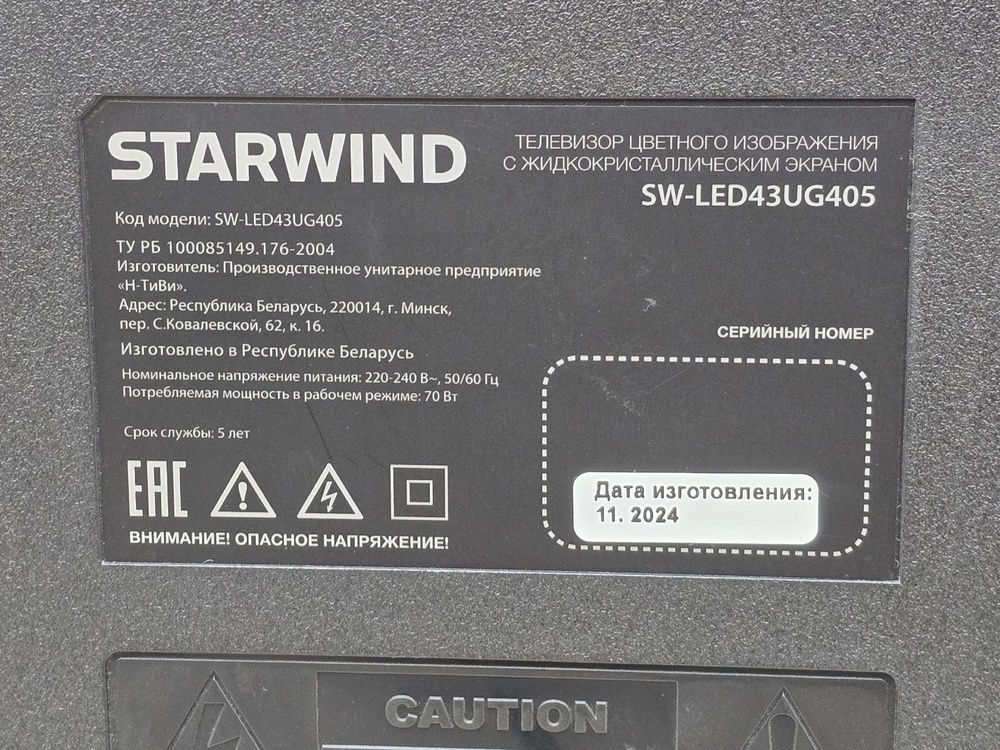 STARWIND
ТЕЛЕВИЗОР ЦВЕТНОГО ИЗОБРАЖЕНИЯ
С ЖИДКОКРИСТАЛЛИЧЕСКИМ ЭКРАНОМ
SW-LED43UG405
Код модели: SW-LED43UG405
ТУ РБ 100085149.176-2004
Изготовитель: Производственное унитарное предприятие
«Н-ТиВи».
Адрес: Республика Беларусь, 220014, г. Минск,
пер. С.Ковалевской, 62, к. 16.
Изготовлено в Республике Беларусь
Номинальное напряжение питания: 220-240 В~, 50/60 Гц
Потребляемая мощность в рабочем режиме: 70 Вт
Срок службы: 5 лет
EAC
ВНИМАНИЕ! ОПАСНОЕ НАПРЯЖЕНИЕ!
СЕРИЙНЫЙ НОМЕР
Дата изготовления:
11. 2024
CAUTION